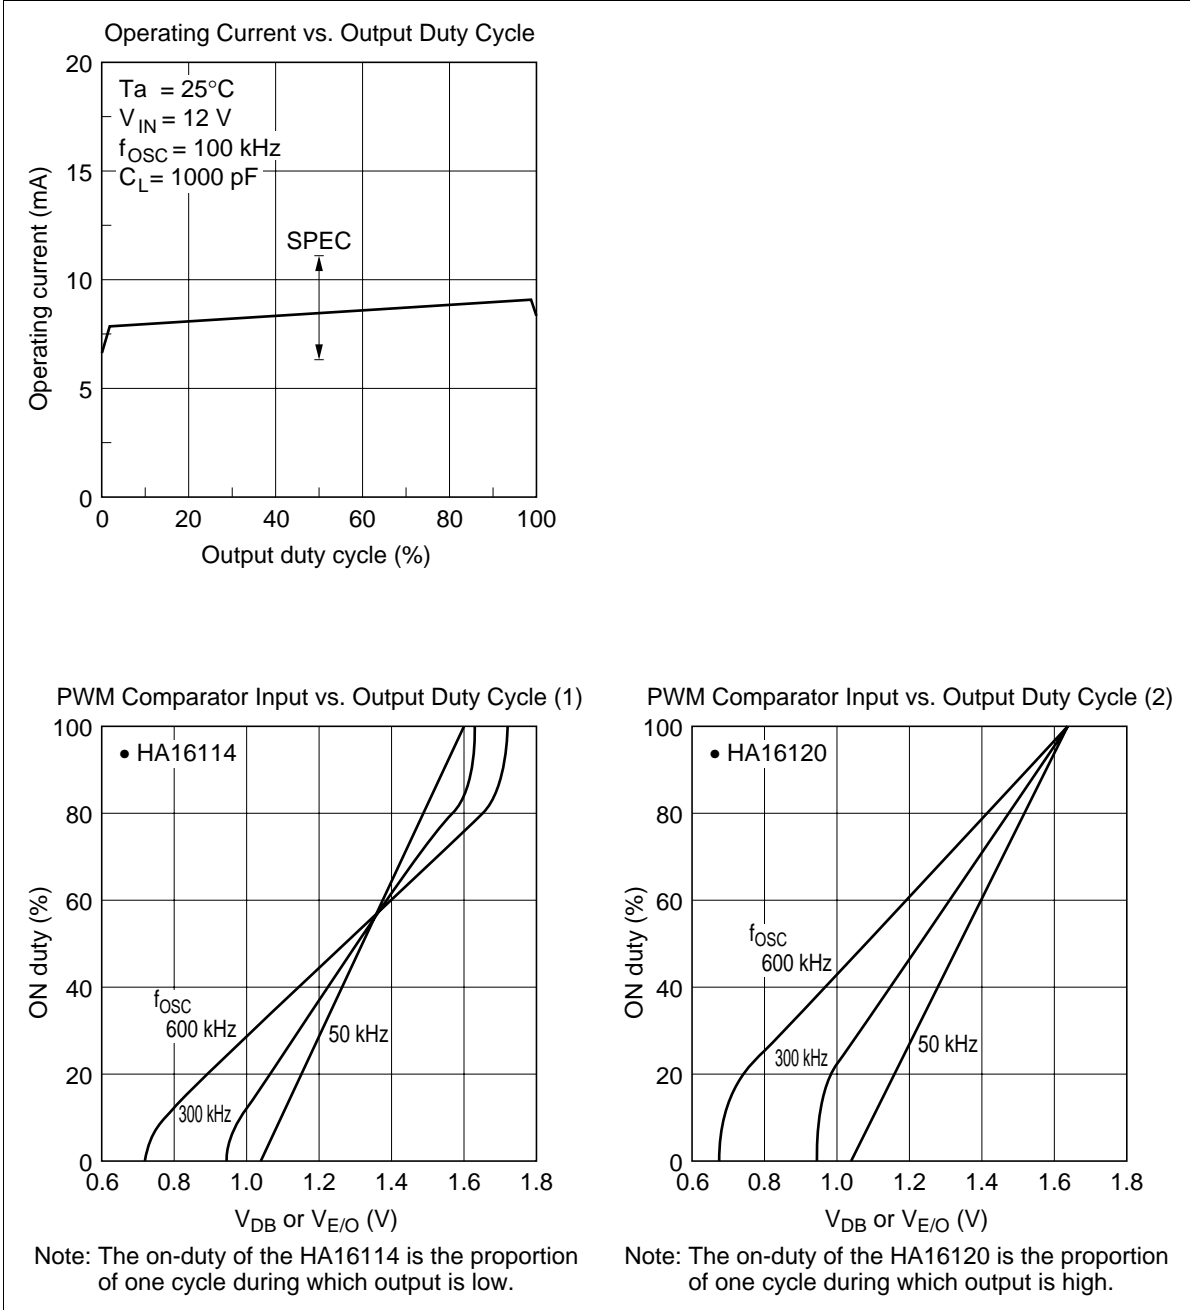 Operating Current vs. Output Duty Cycle
20
15
10
5
0
Operating current (mA)
Ta = 25°C
V_IN = 12 V
f_OSC = 100 kHz
C_L = 1000 pF
SPEC
0 20 40 60 80 100
Output duty cycle (%)
PWM Comparator Input vs. Output Duty Cycle (1)
100
80
60
40
20
0
ON duty (%)
• HA16114
f_OSC
600 kHz
300 kHz
50 kHz
0.6 0.8 1.0 1.2 1.4 1.6 1.8
V_DB or V_E/O (V)
Note: The on-duty of the HA16114 is the proportion
of one cycle during which output is low.
PWM Comparator Input vs. Output Duty Cycle (2)
100
80
60
40
20
0
ON duty (%)
• HA16120
f_OSC
600 kHz
300 kHz
50 kHz
0.6 0.8 1.0 1.2 1.4 1.6 1.8
V_DB or V_E/O (V)
Note: The on-duty of the HA16120 is the proportion
of one cycle during which output is high.